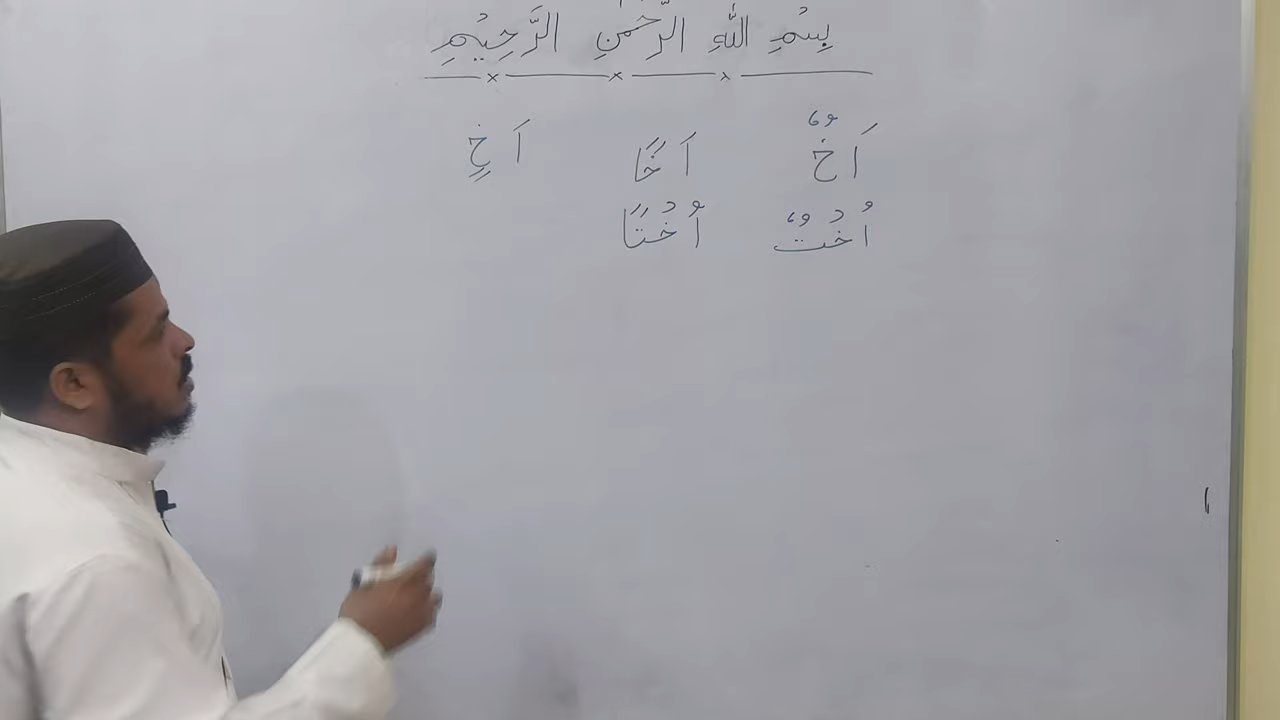 بِسْمِ اللّٰهِ الرَّحْمٰنِ الرَّحِيْمِ
اَخٌ اَخًا اَخٍ
اُخْتٌ اُخْتًا